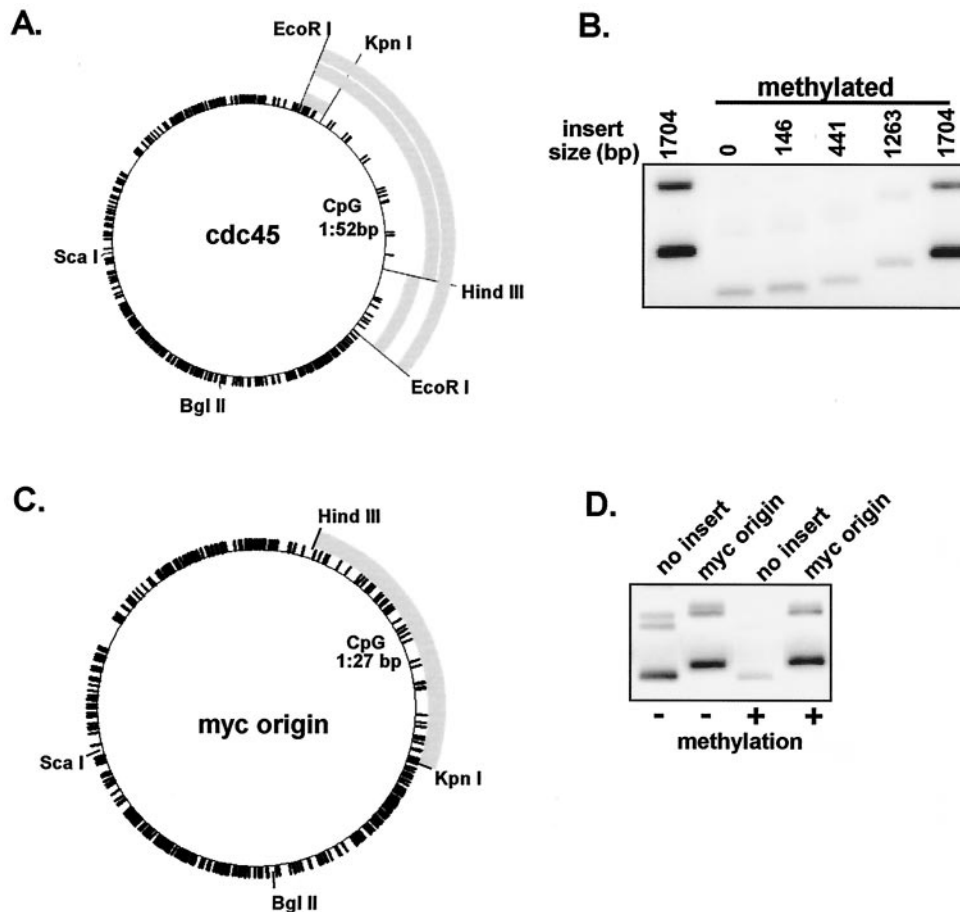 A.
EcoR I
Kpn I
CpG
1:52bp
cdc45
Sca I
Hind III
EcoR I
Bgl II
B.
methylated
insert
size (bp)
1704
0
146
441
1263
1704
C.
Hind III
CpG
1:27 bp
myc origin
Sca I
Kpn I
Bgl II
D.
no insert
myc origin
no insert
myc origin
- - + +
methylation